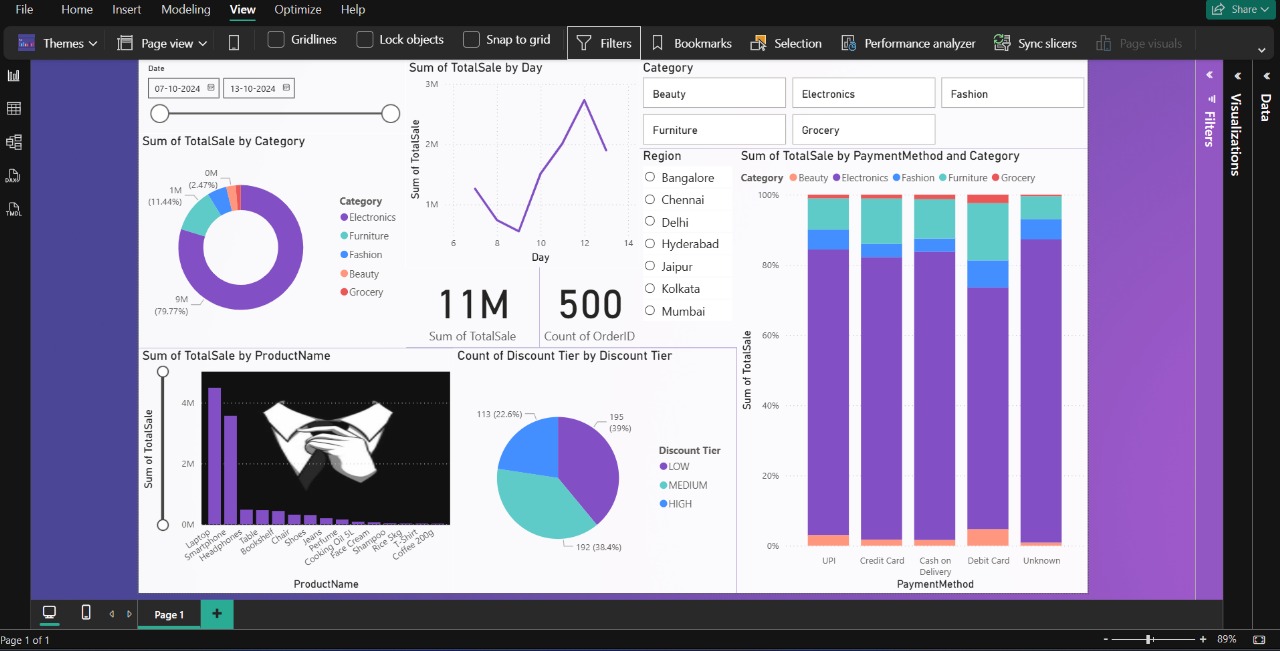 File Home Insert Modeling View Optimize Help
Share
Themes Page view Gridlines Lock objects Snap to grid Filters Bookmarks Selection Performance analyzer Sync slicers Page visuals
DAX
TMDL
Date
07-10-2024 13-10-2024
Sum of TotalSale by Category
0M
(2.47%)
1M
(11.44%)
9M
(79.77%)
Category
Electronics
Furniture
Fashion
Beauty
Grocery
Sum of TotalSale by Day
Sum of TotalSale
3M
2M
1M
6 8 10 12 14
Day
11M
Sum of TotalSale
500
Count of OrderID
Category
Beauty Electronics Fashion
Furniture Grocery
Region
Bangalore
Chennai
Delhi
Hyderabad
Jaipur
Kolkata
Mumbai
Sum of TotalSale by PaymentMethod and Category
Category Beauty Electronics Fashion Furniture Grocery
Sum of TotalSale
100%
80%
60%
40%
20%
0%
UPI Credit Card Cash on Delivery Debit Card Unknown
PaymentMethod
Sum of TotalSale by ProductName
Sum of TotalSale
4M
2M
0M
Laptop
Smartphone
Headphones
Table
Bookshelf
Chair
Shoes
Jeans
Perfume
Cooking Oil 5L
Face Cream
Shampoo
Rice 5kg
T-Shirt
Coffee 200g
ProductName
Count of Discount Tier by Discount Tier
113 (22.6%)
195
(39%)
192 (38.4%)
Discount Tier
LOW
MEDIUM
HIGH
Filters
Visualizations
Data
Page 1
Page 1 of 1
89%